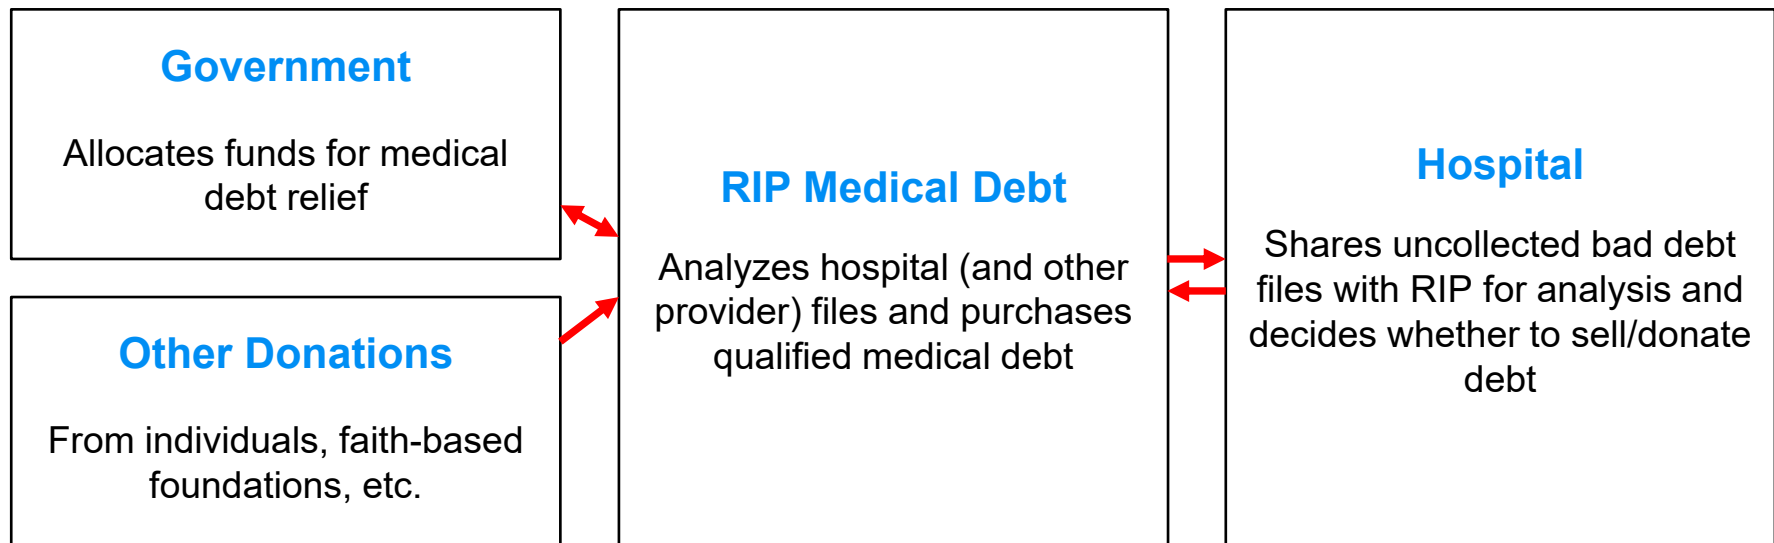 Government
Allocates funds for medical
debt relief
Other Donations
From individuals, faith-based
foundations, etc.
RIP Medical Debt
Analyzes hospital (and other
provider) files and purchases
qualified medical debt
Hospital
Shares uncollected bad debt
files with RIP for analysis and
decides whether to sell/donate
debt